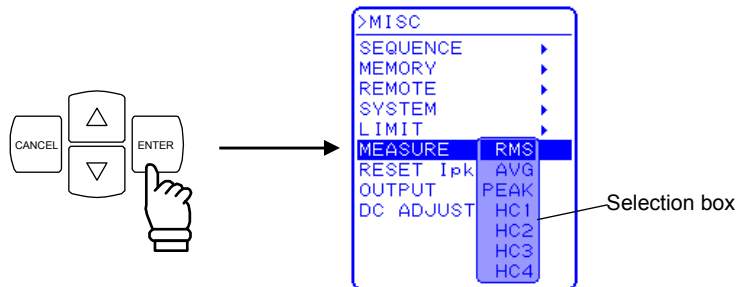 CANCEL
ENTER
>MISC
SEQUENCE
MEMORY
REMOTE
SYSTEM
LIMIT
MEASURE RMS
RESET Ipk AVG
OUTPUT PEAK
DC ADJUST HC1
HC2
HC3
HC4
Selection box